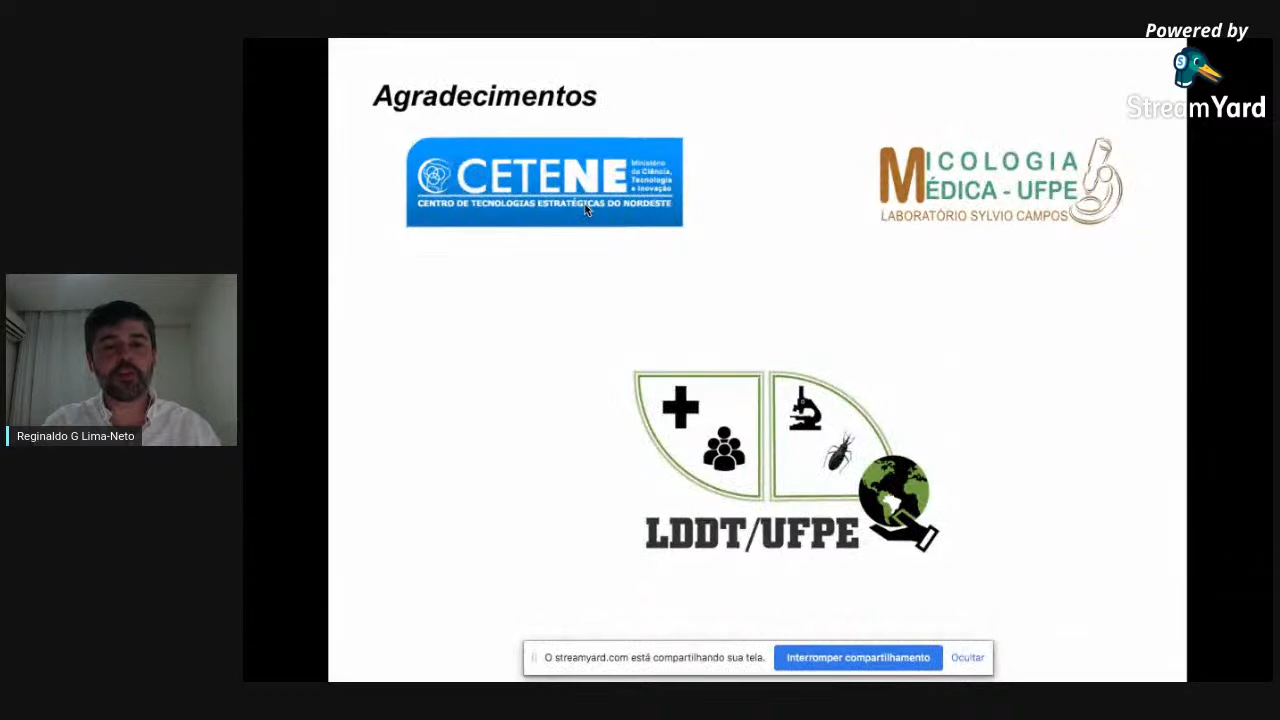 Powered by
StreamYard
Agradecimentos
CETENE
Ministério
da Ciência,
Tecnologia
e Inovação
CENTRO DE TECNOLOGIAS ESTRATÉGICAS DO NORDESTE
MICOLOGIA
MÉDICA - UFPE
LABORATÓRIO SYLVIO CAMPOS
Reginaldo G Lima-Neto
LDDT/UFPE
O streamyard.com está compartilhando sua tela.
Interromper compartilhamento
Ocultar